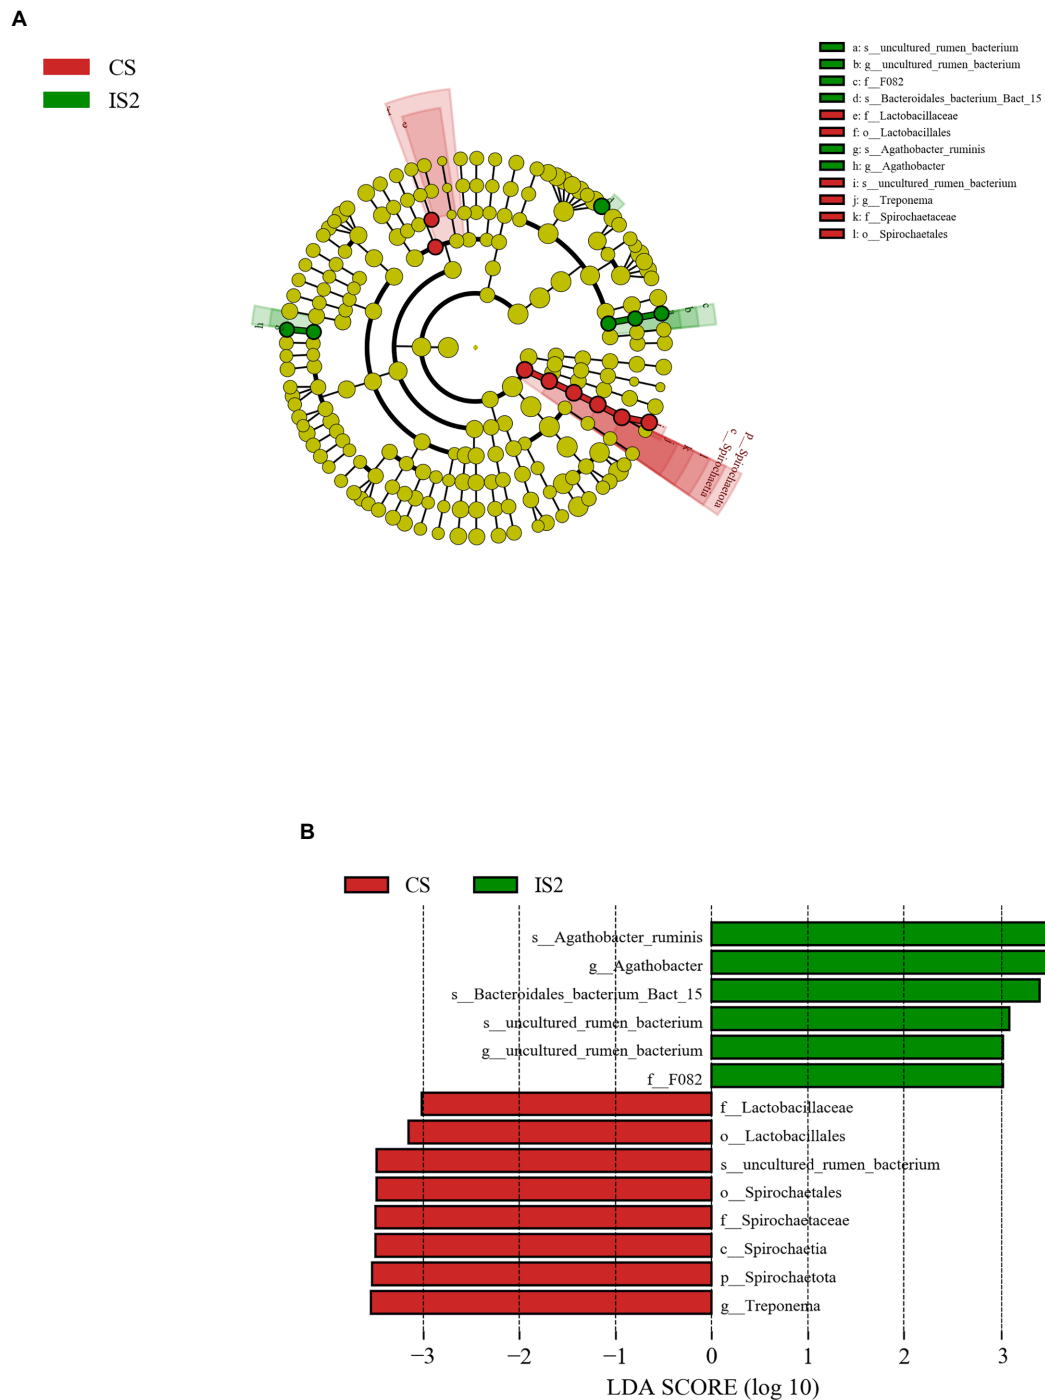 A
CS
IS2
a: s__uncultured_rumen_bacterium
b: g__uncultured_rumen_bacterium
c: f__F082
d: s__Bacteroidales_bacterium_Bact_15
e: f__Lactobacillaceae
f: o__Lactobacillales
g: s__Agathobacter_ruminis
h: g__Agathobacter
i: s__uncultured_rumen_bacterium
j: g__Treponema
k: f__Spirochaetaceae
l: o__Spirochaetales
f
e
d
h
g
a
b
c
i
j
k
l
c__Spirochaetia
p__Spirochaetota
B
CS
IS2
s__Agathobacter_ruminis
g__Agathobacter
s__Bacteroidales_bacterium_Bact_15
s__uncultured_rumen_bacterium
g__uncultured_rumen_bacterium
f__F082
f__Lactobacillaceae
o__Lactobacillales
s__uncultured_rumen_bacterium
o__Spirochaetales
f__Spirochaetaceae
c__Spirochaetia
p__Spirochaetota
g__Treponema
−3 −2 −1 0 1 2 3
LDA SCORE (log 10)